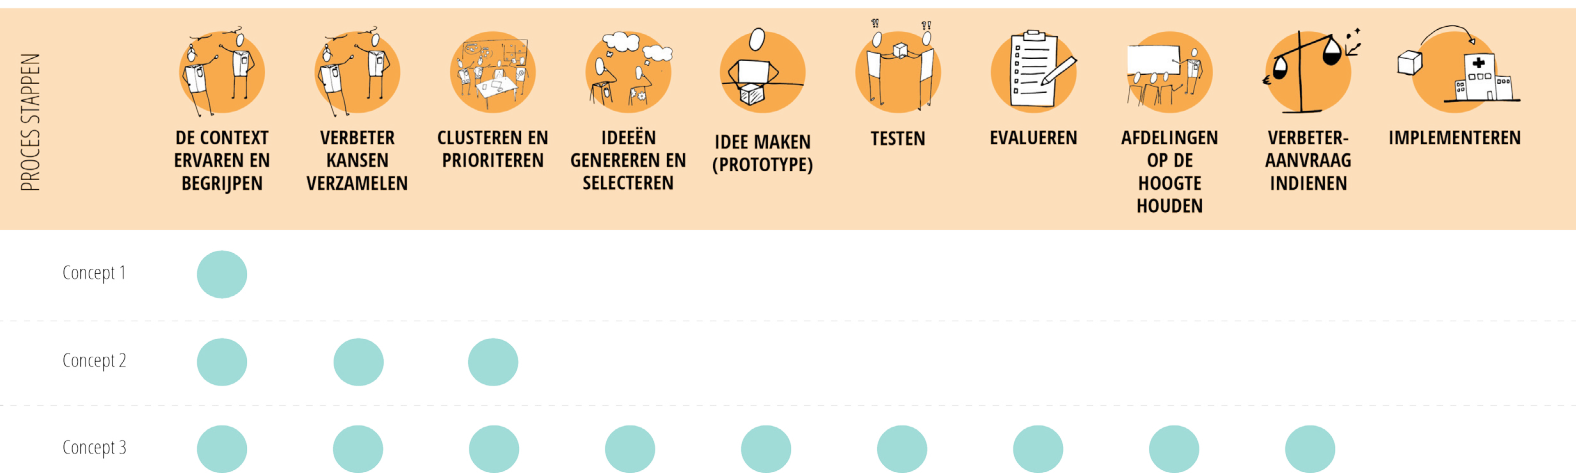 PROCES STAPPEN
DE CONTEXT
ERVAREN EN
BEGRIJPEN
VERBETER
KANSEN
VERZAMELEN
CLUSTEREN EN
PRIORITEREN
IDEEËN
GENEREREN EN
SELECTEREN
IDEE MAKEN
(PROTOTYPE)
??
?!
TESTEN
EVALUEREN
AFDELINGEN
OP DE
HOOGTE
HOUDEN
VERBETER-
AANVRAAG
INDIENEN
IMPLEMENTEREN
Concept 1
Concept 2
Concept 3